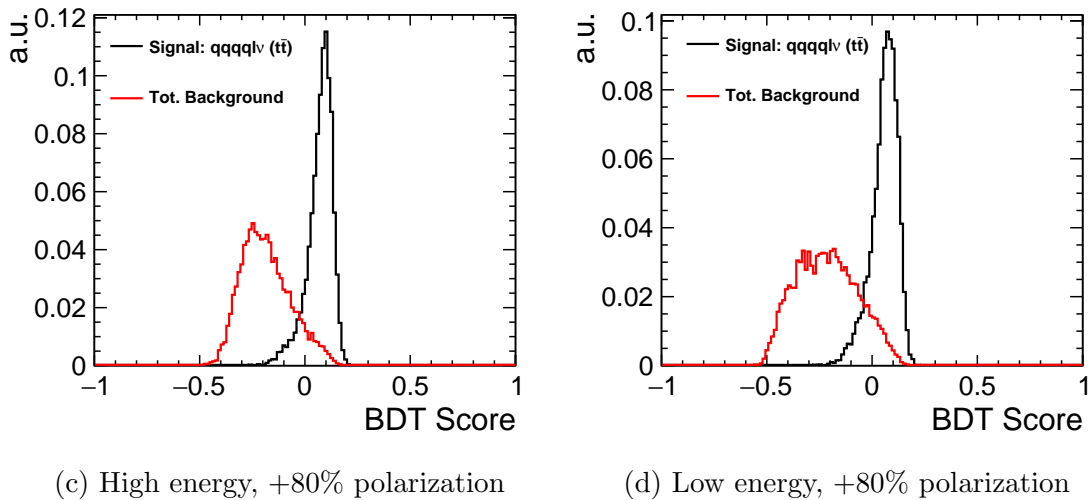 a.u.
0.12
0.1
0.08
0.06
0.04
0.02
0
−1
−0.5
0
0.5
1
BDT Score
Signal: qqqqlν (tt̄)
Tot. Background
(c) High energy, +80% polarization
a.u.
0.1
0.08
0.06
0.04
0.02
0
−1
−0.5
0
0.5
1
BDT Score
Signal: qqqqlν (tt̄)
Tot. Background
(d) Low energy, +80% polarization